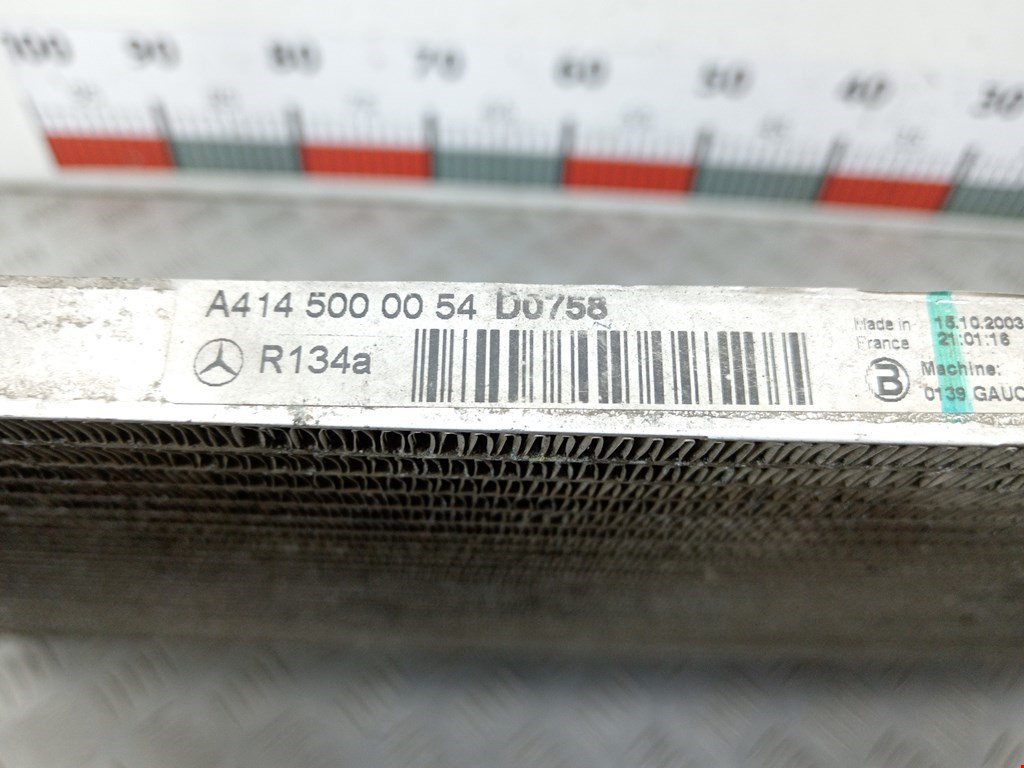 100 90 80 70 60 50 40 30
A414 500 00 54 D0758
R134a
Made in
France
15.10.2003
21:01:16
B
Machine:
0139 GAUC